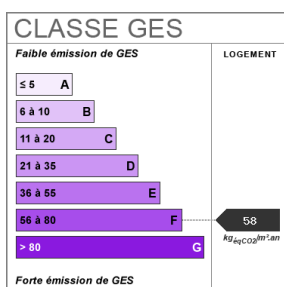 CLASSE GES
Faible émission de GES
LOGEMENT
≤ 5 A
6 à 10 B
11 à 20 C
21 à 35 D
36 à 55 E
56 à 80 F
58
kgéqCO2/m².an
> 80 G
Forte émission de GES